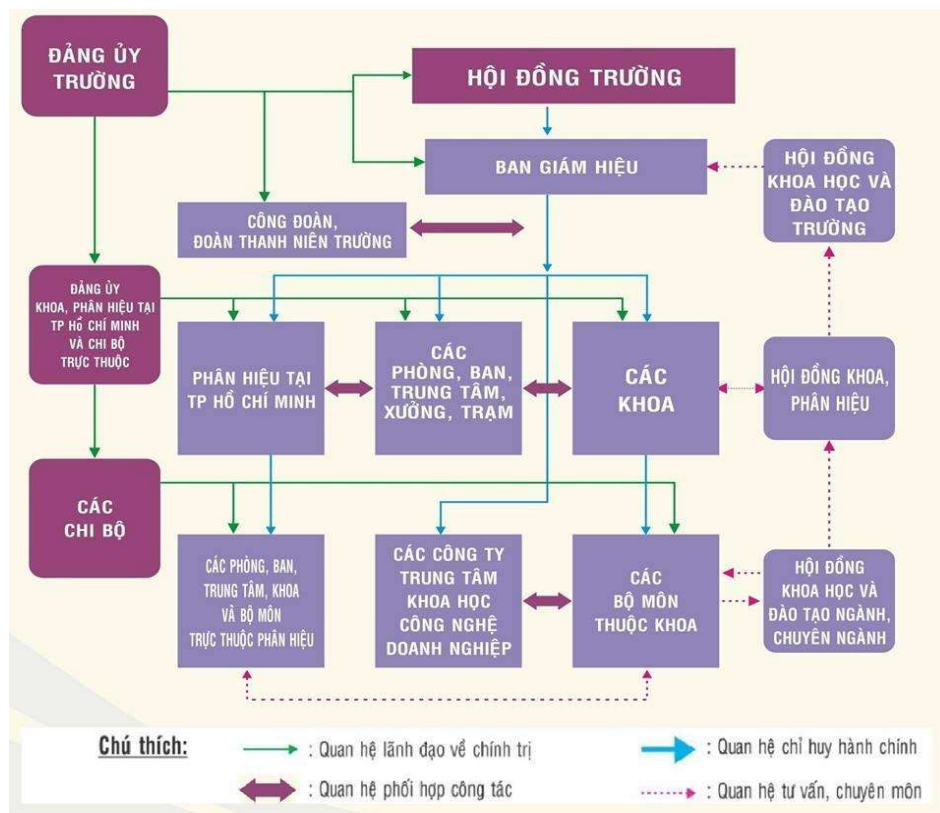 ĐẢNG ỦY
TRƯỜNG
HỘI ĐỒNG TRƯỜNG
BAN GIÁM HIỆU
HỘI ĐỒNG
KHOA HỌC VÀ
ĐÀO TẠO
TRƯỜNG
CÔNG ĐOÀN,
ĐOÀN THANH NIÊN TRƯỜNG
ĐẢNG ỦY
KHOA, PHÂN HIỆU TẠI
TP HỒ CHÍ MINH
VÀ CHI BỘ
TRỰC THUỘC
PHÂN HIỆU TẠI
TP HỒ CHÍ MINH
CÁC
PHÒNG, BAN,
TRUNG TÂM,
XƯỞNG, TRẠM
CÁC
KHOA
HỘI ĐỒNG KHOA,
PHÂN HIỆU
CÁC
CHI BỘ
CÁC PHÒNG, BAN,
TRUNG TÂM, KHOA
VÀ BỘ MÔN
TRỰC THUỘC PHÂN HIỆU
CÁC CÔNG TY
TRUNG TÂM
KHOA HỌC
CÔNG NGHỆ
DOANH NGHIỆP
CÁC
BỘ MÔN
THUỘC KHOA
HỘI ĐỒNG
KHOA HỌC VÀ
ĐÀO TẠO NGÀNH,
CHUYÊN NGÀNH
Chú thích:
: Quan hệ lãnh đạo về chính trị
: Quan hệ chỉ huy hành chính
: Quan hệ phối hợp công tác
: Quan hệ tư vấn, chuyên môn